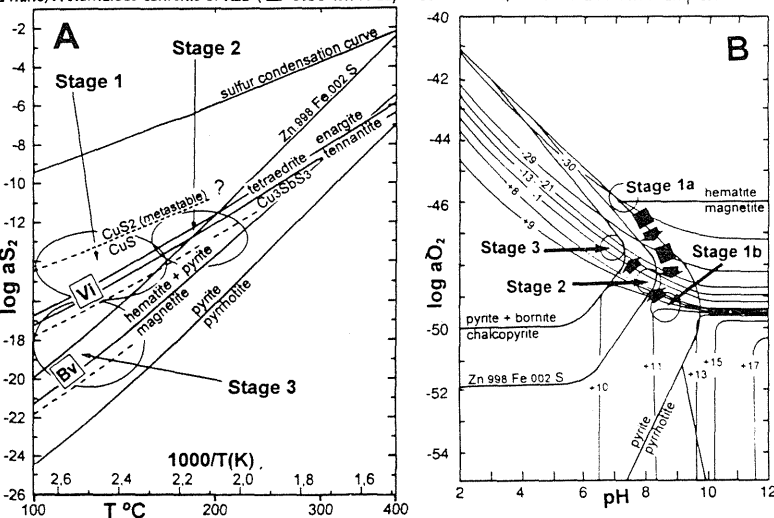 A
Stage 1
Stage 2
sulfur condensation curve
Zn 998 Fe 002 S
tetraedrite
enargite
tennantite
Cu3SbS3
CuS2 (metastable)
?
CuS
Vi
hematite + pyrite
magnetite
pyrite
pyrrhotite
Bv
Stage 3
log aS2
-2
-4
-6
-8
-10
-12
-14
-16
-18
-20
-22
-24
-26
1000/T(K)
2,6
2,4
2,2
2,0
1,8
1,6
100
200
300
400
T ºC
B
log aO2
-40
-42
-44
-46
-48
-50
-52
-54
-30
-29
-21
-13
-1
+8
+9
Stage 1a
hematite
magnetite
Stage 3
Stage 1b
Stage 2
pyrite + bornite
chalcopyrite
Zn 998 Fe 002 S
+10
+11
+13
+15
+17
pyrite
pyrrhotite
2
4
6
8
10
12
pH